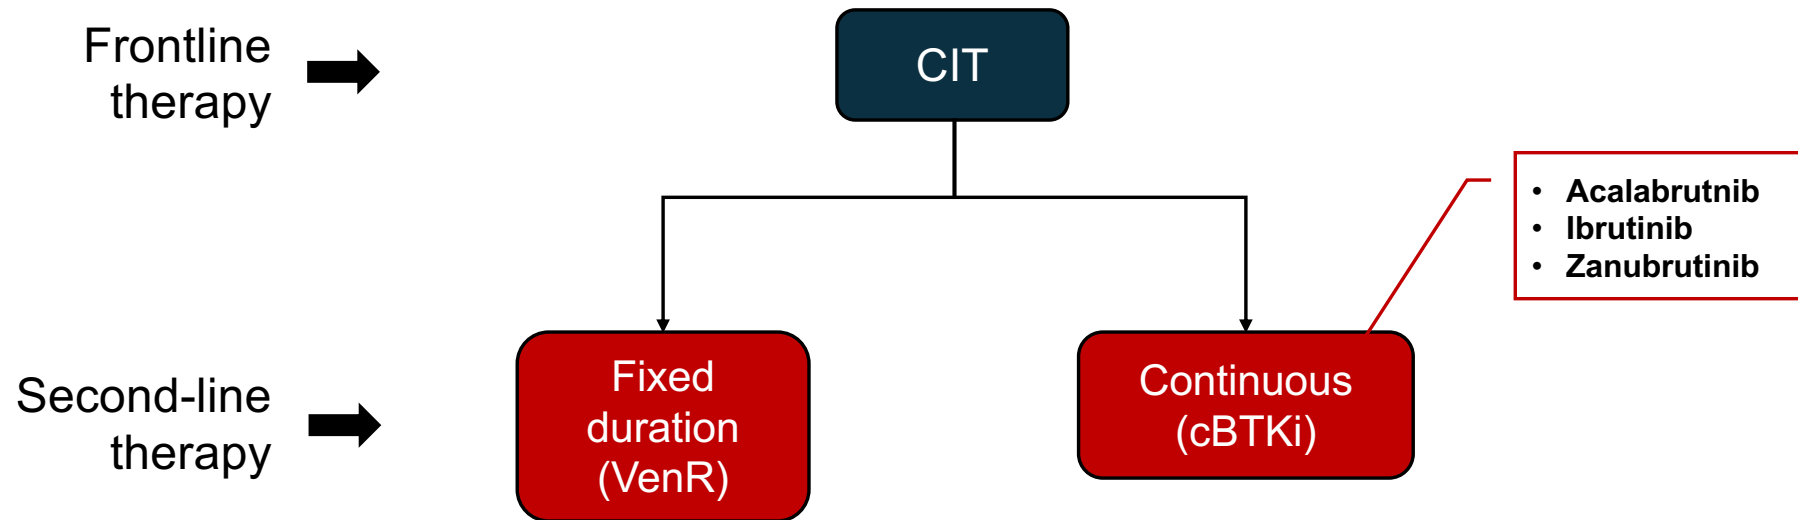 Frontline
therapy
CIT
• Acalabrutnib
• Ibrutinib
• Zanubrutinib
Second-line
therapy
Fixed
duration
(VenR)
Continuous
(cBTKi)